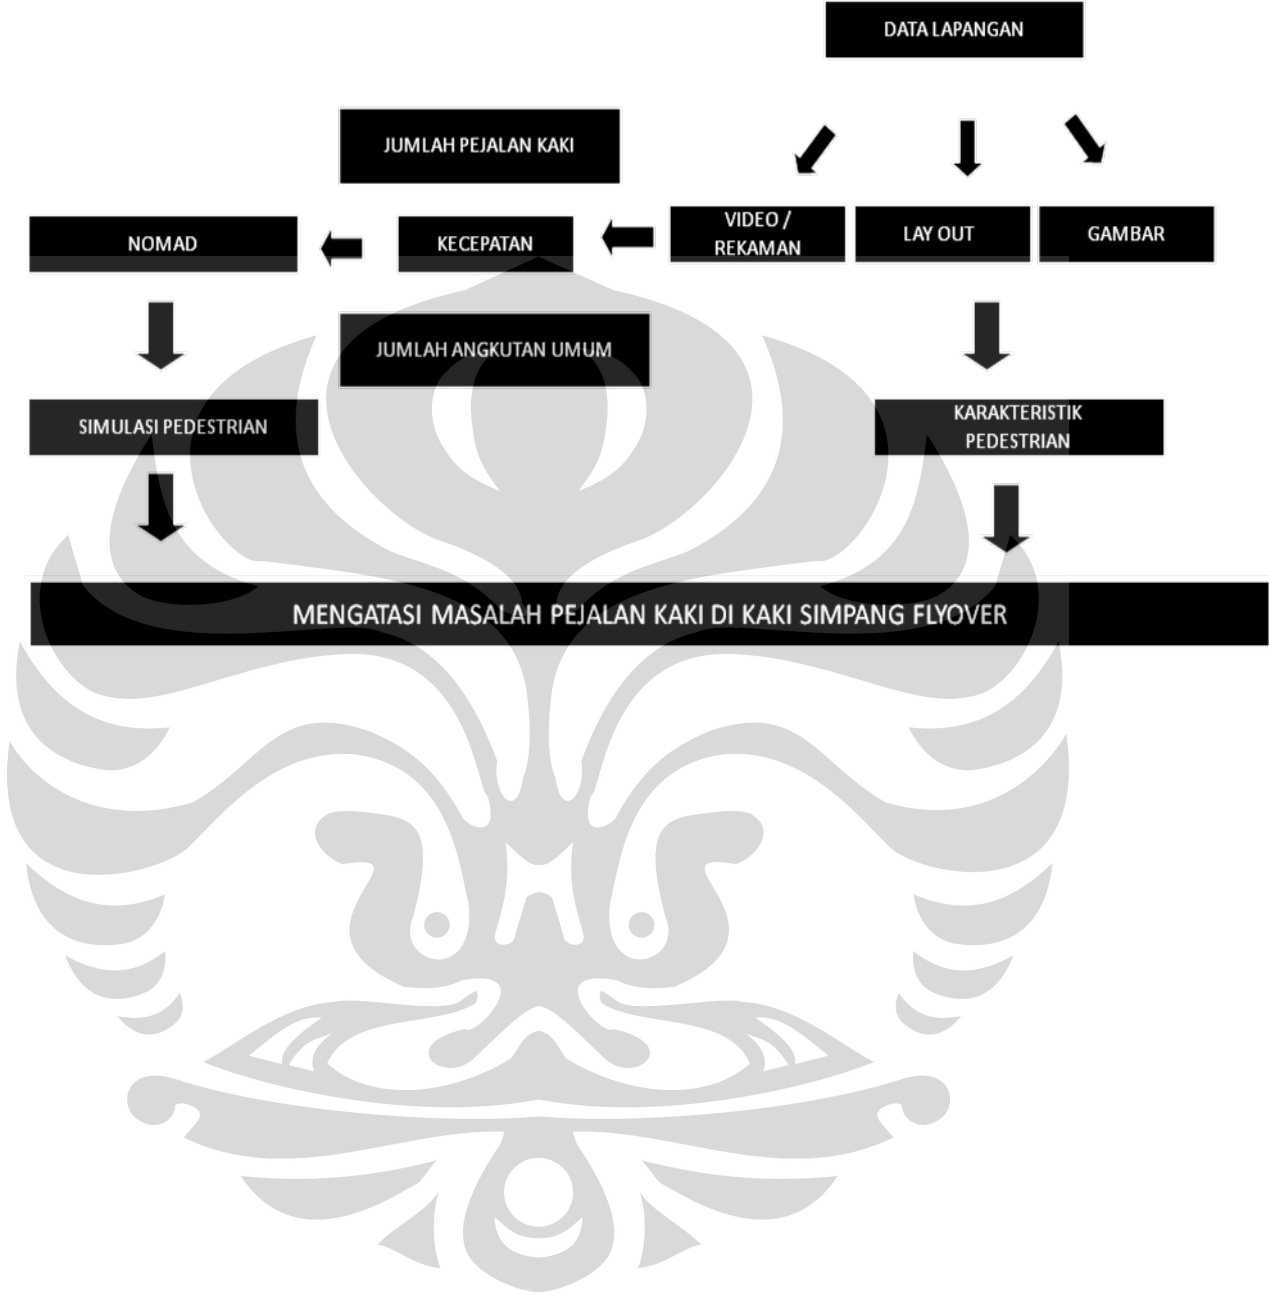 DATA LAPANGAN
JUMLAH PEJALAN KAKI
NOMAD
KECEPATAN
VIDEO /
REKAMAN
LAY OUT
GAMBAR
JUMLAH ANGKUTAN UMUM
SIMULASI PEDESTRIAN
KARAKTERISTIK
PEDESTRIAN
MENGATASI MASALAH PEJALAN KAKI DI KAKI SIMPANG FLYOVER